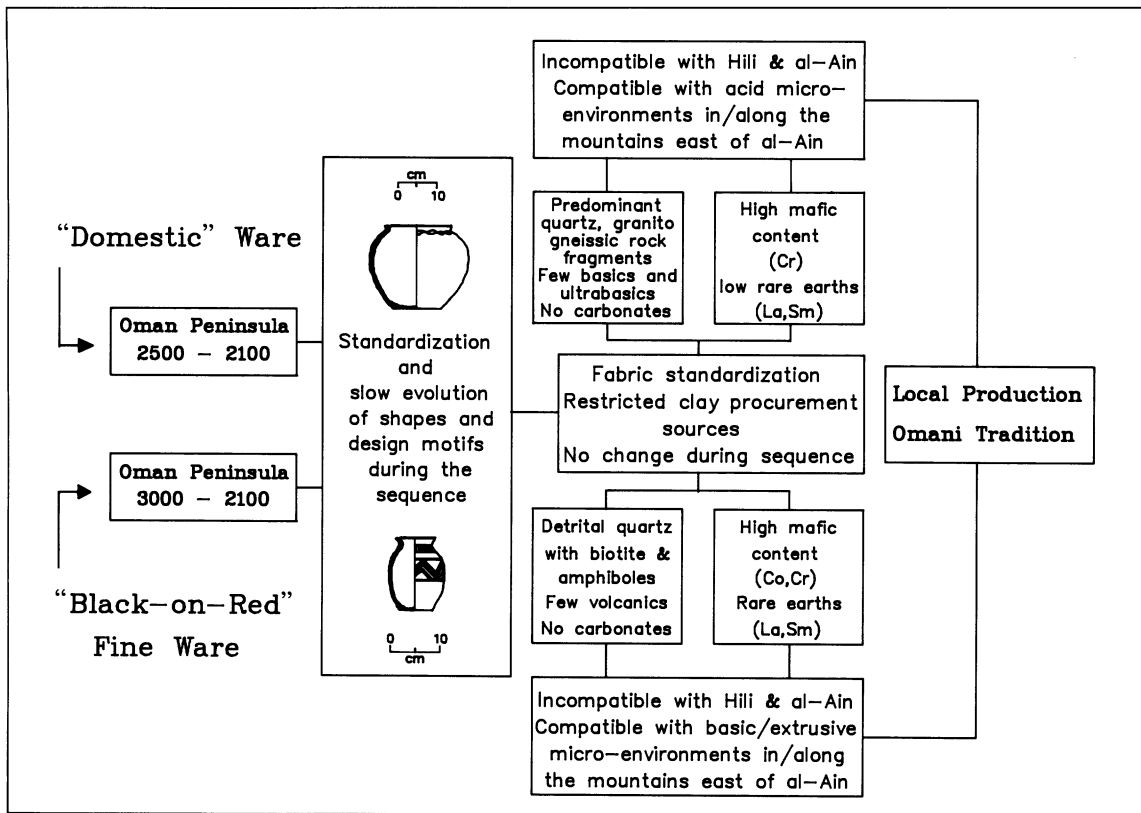 "Domestic" Ware
Oman Peninsula
2500 – 2100
Oman Peninsula
3000 – 2100
"Black-on-Red"
Fine Ware
cm
0 10
Standardization
and
slow evolution
of shapes and
design motifs
during the
sequence
0 10
cm
Incompatible with Hili & al-Ain
Compatible with acid micro-
environments in/along the
mountains east of al-Ain
Predominant
quartz, granito
gneissic rock
fragments
Few basics and
ultrabasics
No carbonates
High mafic
content
(Cr)
low rare earths
(La,Sm)
Fabric standardization
Restricted clay procurement
sources
No change during sequence
Detrital quartz
with biotite &
amphiboles
Few volcanics
No carbonates
High mafic
content
(Co,Cr)
Rare earths
(La,Sm)
Incompatible with Hili & al-Ain
Compatible with basic/extrusive
micro-environments in/along
the mountains east of al-Ain
Local Production
Omani Tradition